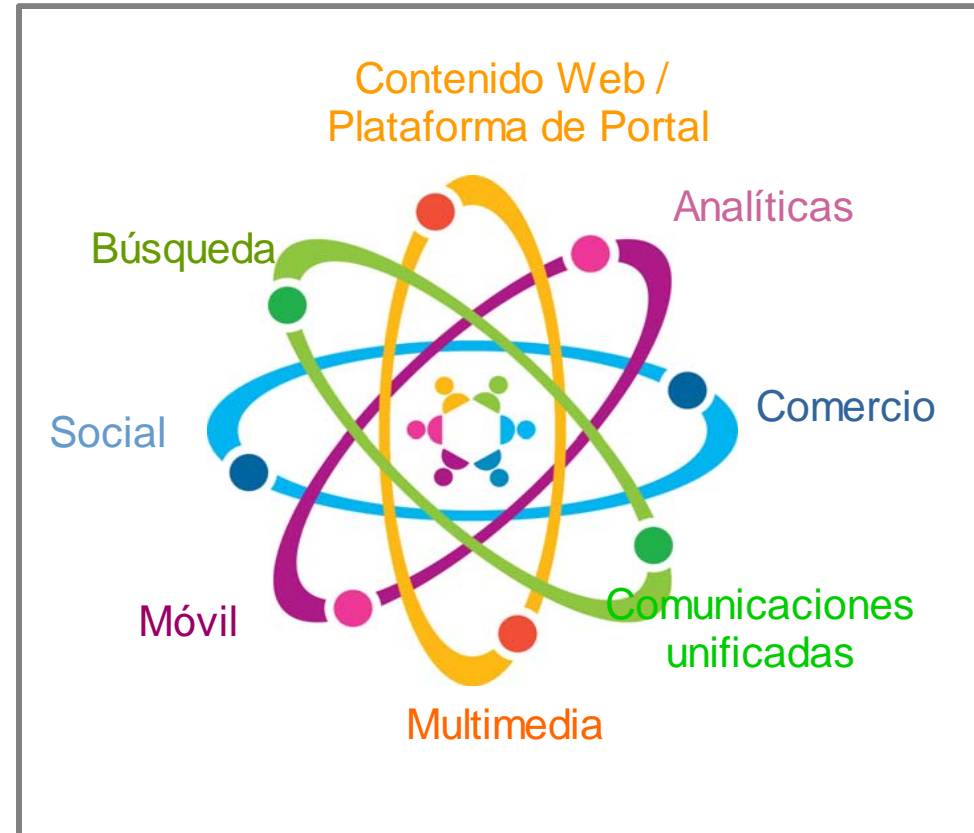 Contenido Web /
Plataforma de Portal
Analíticas
Búsqueda
Comercio
Social
Móvil
Comunicaciones
unificadas
Multimedia